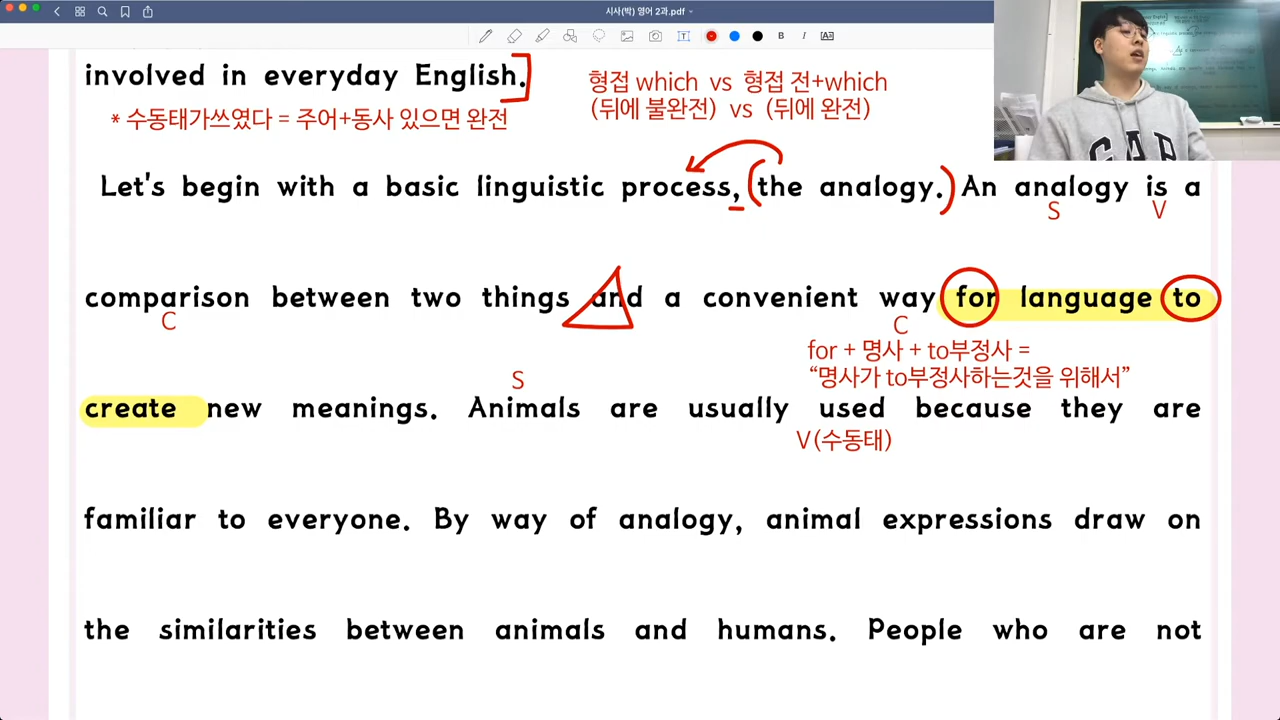 시사(박) 영어 2과.pdf
involved in everyday English.]
형접 which vs 형접 전+which
* 수동태가쓰였다 = 주어+동사 있으면 완전
(뒤에 불완전) vs (뒤에 완전)
Let's begin with a basic linguistic process, (the analogy.) An analogy is a
S V
comparison between two things and a convenient way for language to
C C
for + 명사 + to부정사 =
"명사가 to부정사하는것을 위해서"
S
create new meanings. Animals are usually used because they are
V(수동태)
familiar to everyone. By way of analogy, animal expressions draw on
the similarities between animals and humans. People who are not
GAP